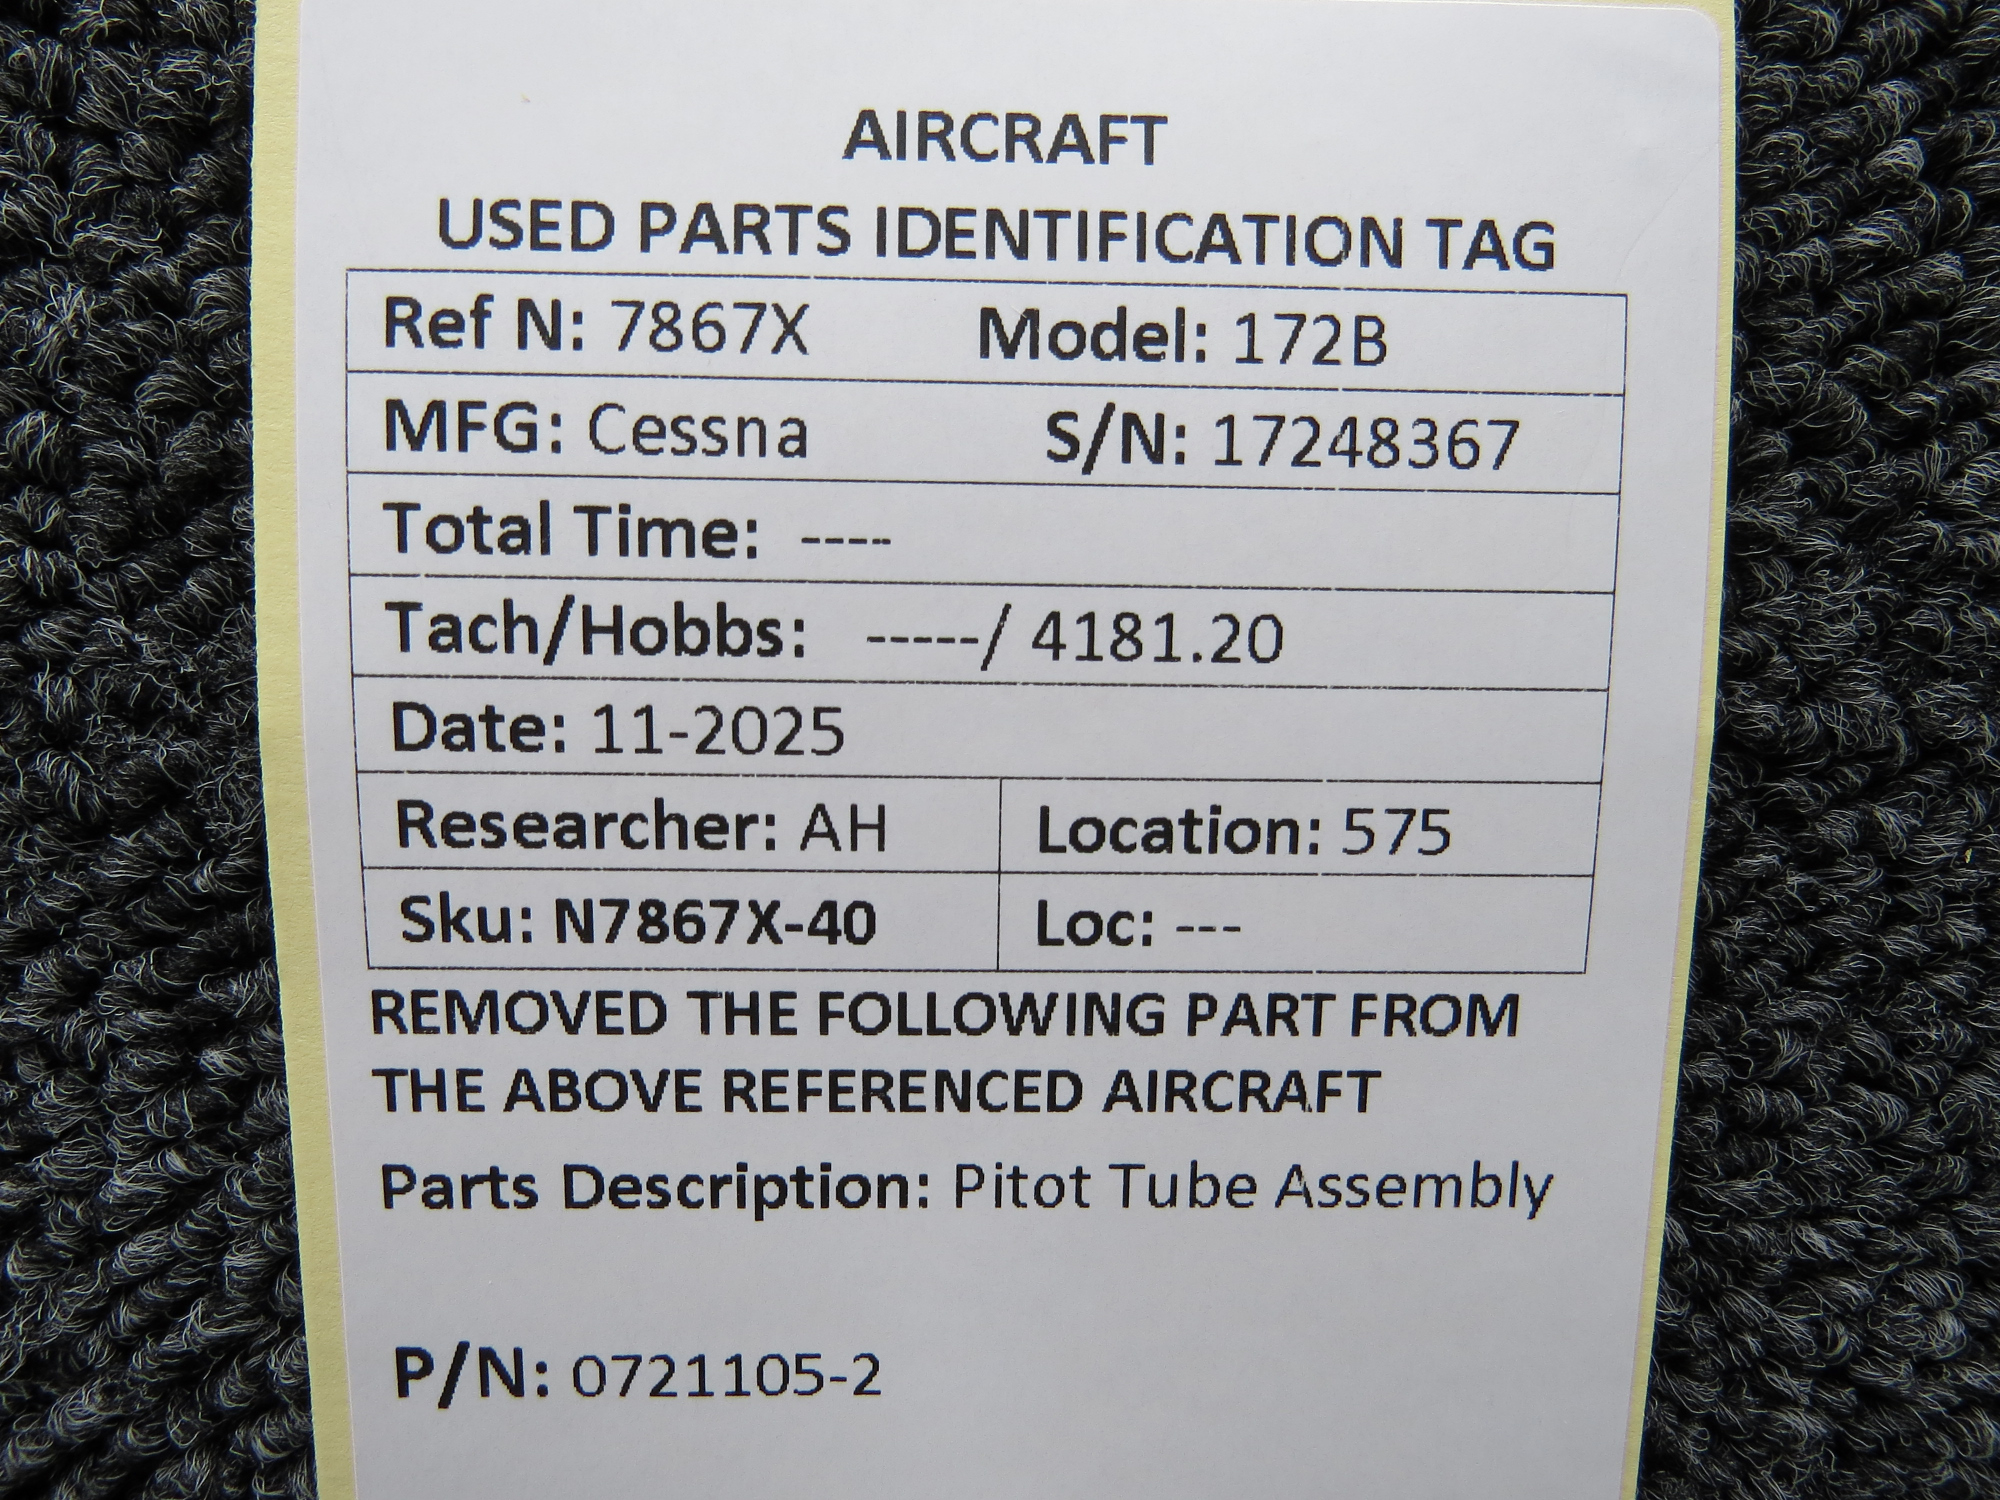 AIRCRAFT
USED PARTS IDENTIFICATION TAG
Ref N: 7867X Model: 172B
MFG: Cessna S/N: 17248367
Total Time: ----
Tach/Hobbs: -----/ 4181.20
Date: 11-2025
Researcher: AH Location: 575
Sku: N7867X-40 Loc: ---
REMOVED THE FOLLOWING PART FROM
THE ABOVE REFERENCED AIRCRAFT
Parts Description: Pitot Tube Assembly
P/N: 0721105-2